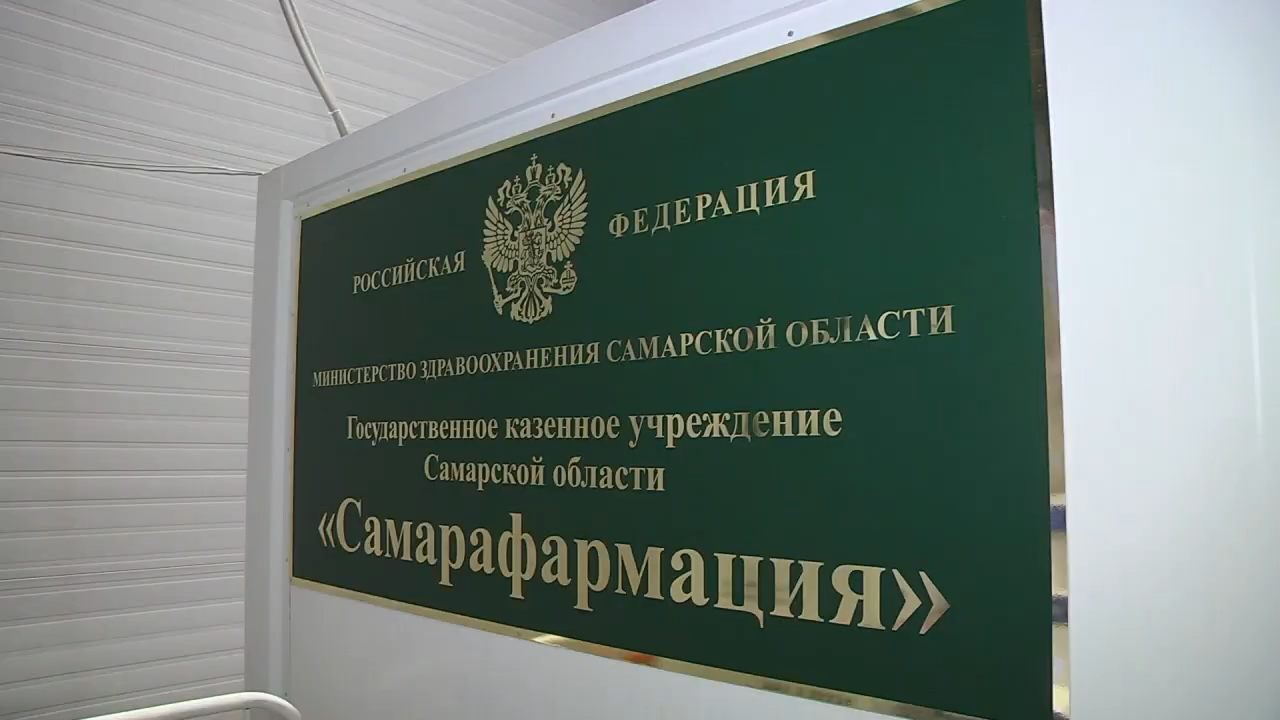 РОССИЙСКАЯ ФЕДЕРАЦИЯ
МИНИСТЕРСТВО ЗДРАВООХРАНЕНИЯ САМАРСКОЙ ОБЛАСТИ
Государственное казенное учреждение
Самарской области
«Самарафармация»